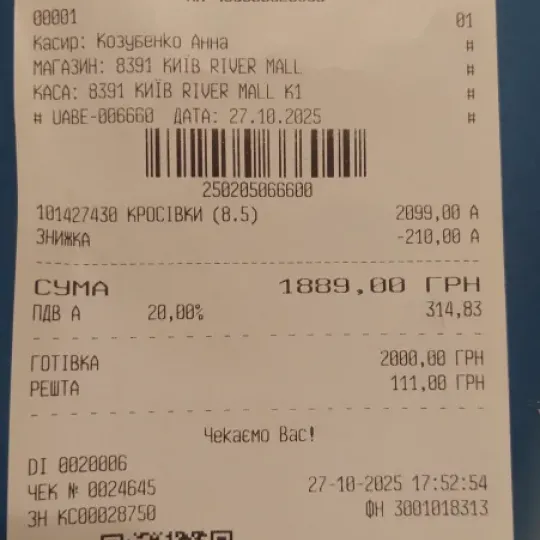 00001 01
Касир: Козубенко Анна #
МАГАЗИН: 8391 КИЇВ RIVER MALL #
КАСА: 8391 КИЇВ RIVER MALL К1 #
# UABE-006660 ДАТА: 27.10.2025 #
250205066600
101427430 КРОСІВКИ (8.5) 2099,00 А
ЗНИЖКА -210,00 А
СУМА 1889,00 ГРН
ПДВ А 20,00% 314,83
ГОТІВКА 2000,00 ГРН
РЕШТА 111,00 ГРН
Чекаємо Вас!
DI 0020006
ЧЕК № 0024645 27-10-2025 17:52:54
ЗН КС00028750 ФН 3001018313